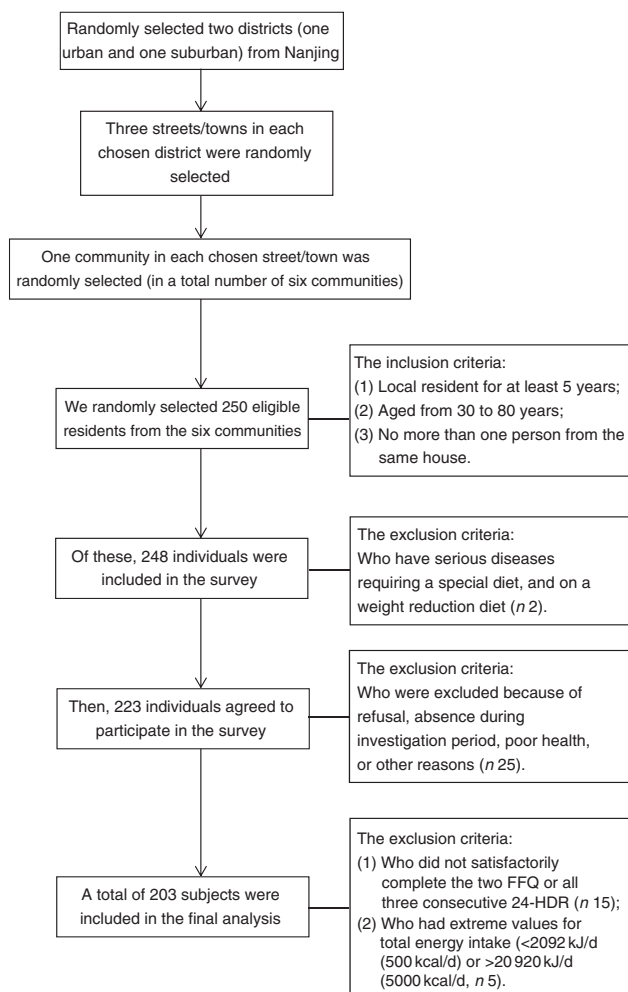 Randomly selected two districts (one
urban and one suburban) from Nanjing
Three streets/towns in each
chosen district were randomly
selected
One community in each chosen street/town was
randomly selected (in a total number of six communities)
We randomly selected 250 eligible
residents from the six communities
The inclusion criteria:
(1) Local resident for at least 5 years;
(2) Aged from 30 to 80 years;
(3) No more than one person from the
same house.
Of these, 248 individuals were
included in the survey
The exclusion criteria:
Who have serious diseases
requiring a special diet, and on a
weight reduction diet (n 2).
Then, 223 individuals agreed to
participate in the survey
The exclusion criteria:
Who were excluded because of
refusal, absence during
investigation period, poor health,
or other reasons (n 25).
A total of 203 subjects were
included in the final analysis
The exclusion criteria:
(1) Who did not satisfactorily
complete the two FFQ or all
three consecutive 24-HDR (n 15);
(2) Who had extreme values for
total energy intake (<2092 kJ/d
(500 kcal/d) or >20 920 kJ/d
(5000 kcal/d, n 5).